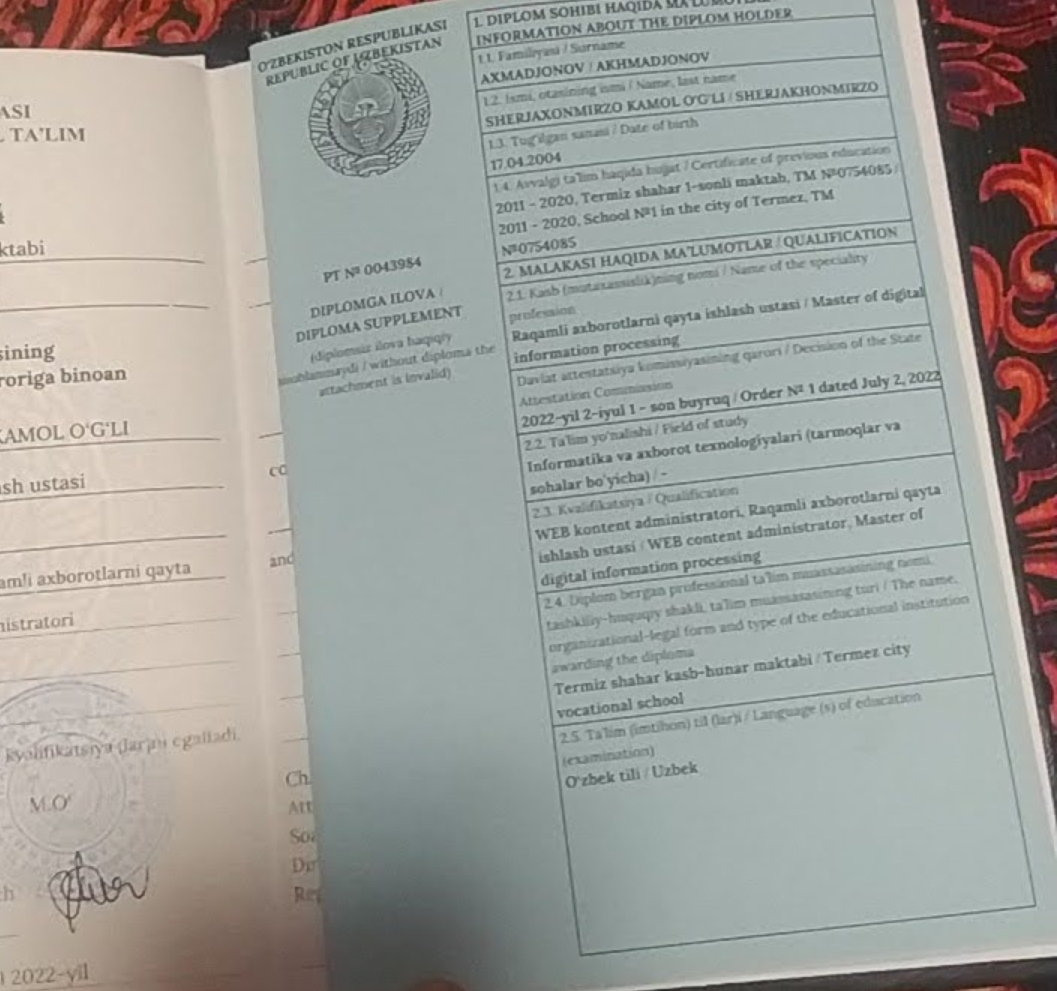 ASI
L TA'LIM
ktabi
sining
roriga binoan
KAMOL O'G'LI
ash ustasi
amli axborotlarni qayta
nistratori
kvalifikatsiya (lar)ni egalladi.
M.O'
h
2022-yil
co
and
Ch
Att
So
Di
Reg
O'ZBEKISTON RESPUBLIKASI
REPUBLIC OF UZBEKISTAN
PT № 0043984
DIPLOMGA ILOVA /
DIPLOMA SUPPLEMENT
(diplomsiz ilova haqiqiy
hisoblanmaydi / without diploma the
attachment is invalid)
1. DIPLOM SOHIBI HAQIDA MA'LUMOTLAR
INFORMATION ABOUT THE DIPLOM HOLDER
1.1. Familiyasi / Surname
AXMADJONOV / AKHMADJONOV
1.2. Ismi, otasining ismi / Name, last name
SHERJAXONMIRZO KAMOL O'G'LI / SHERJAKHONMIRZO
1.3. Tug'ilgan sanasi / Date of birth
17.04.2004
1.4. Avvalgi ta'lim haqida hujjat / Certificate of previous education
2011 - 2020, Termiz shahar 1-sonli maktab, TM №0754085 /
2011 - 2020, School №1 in the city of Termez, TM
№0754085
2. MALAKASI HAQIDA MA'LUMOTLAR / QUALIFICATION
2.1. Kasb (mutaxassislik)ning nomi / Name of the speciality
profession
Raqamli axborotlarni qayta ishlash ustasi / Master of digital
information processing
Davlat attestatsiya komissiyasining qarori / Decision of the State
Attestation Commission
2022-yil 2-iyul 1 - son buyruq / Order № 1 dated July 2, 2022
2.2. Ta'lim yo'nalishi / Field of study
Informatika va axborot texnologiyalari (tarmoqlar va
sohalar bo'yicha) / -
2.3. Kvalifikatsiya / Qualification
WEB kontent administratori, Raqamli axborotlarni qayta
ishlash ustasi / WEB content administrator, Master of
digital information processing
2.4. Diplom bergan professional ta'lim muassasasining nomi,
tashkiliy-huquqiy shakli, ta'lim muassasasining turi / The name,
organizational-legal form and type of the educational institution
awarding the diploma
Termiz shahar kasb-hunar maktabi / Termez city
vocational school
2.5. Ta'lim (imtihon) til (lar)i / Language (s) of education
(examination)
O'zbek tili / Uzbek